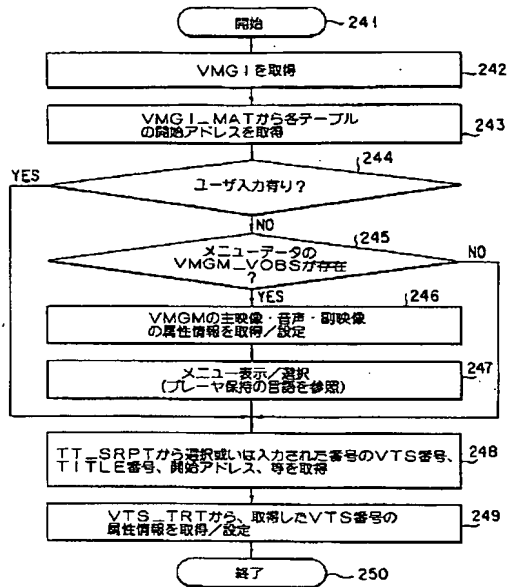 開始
241
VMGIを取得
242
VMGI_MATから各テーブル
の開始アドレスを取得
243
244
ユーザ入力有り?
YES
NO
245
メニューデータの
VMGM_VOBSが存在
?
NO
YES
246
VMGMの主映像・音声・副映像
の属性情報を取得/設定
メニュー表示/選択
(プレーヤ保持の言語を参照)
247
TT_SRPTから選択或いは入力された番号のVTS番号、
TITLE番号、開始アドレス、等を取得
248
VTS_TRTから、取得したVTS番号の
属性情報を取得/設定
249
終了
250